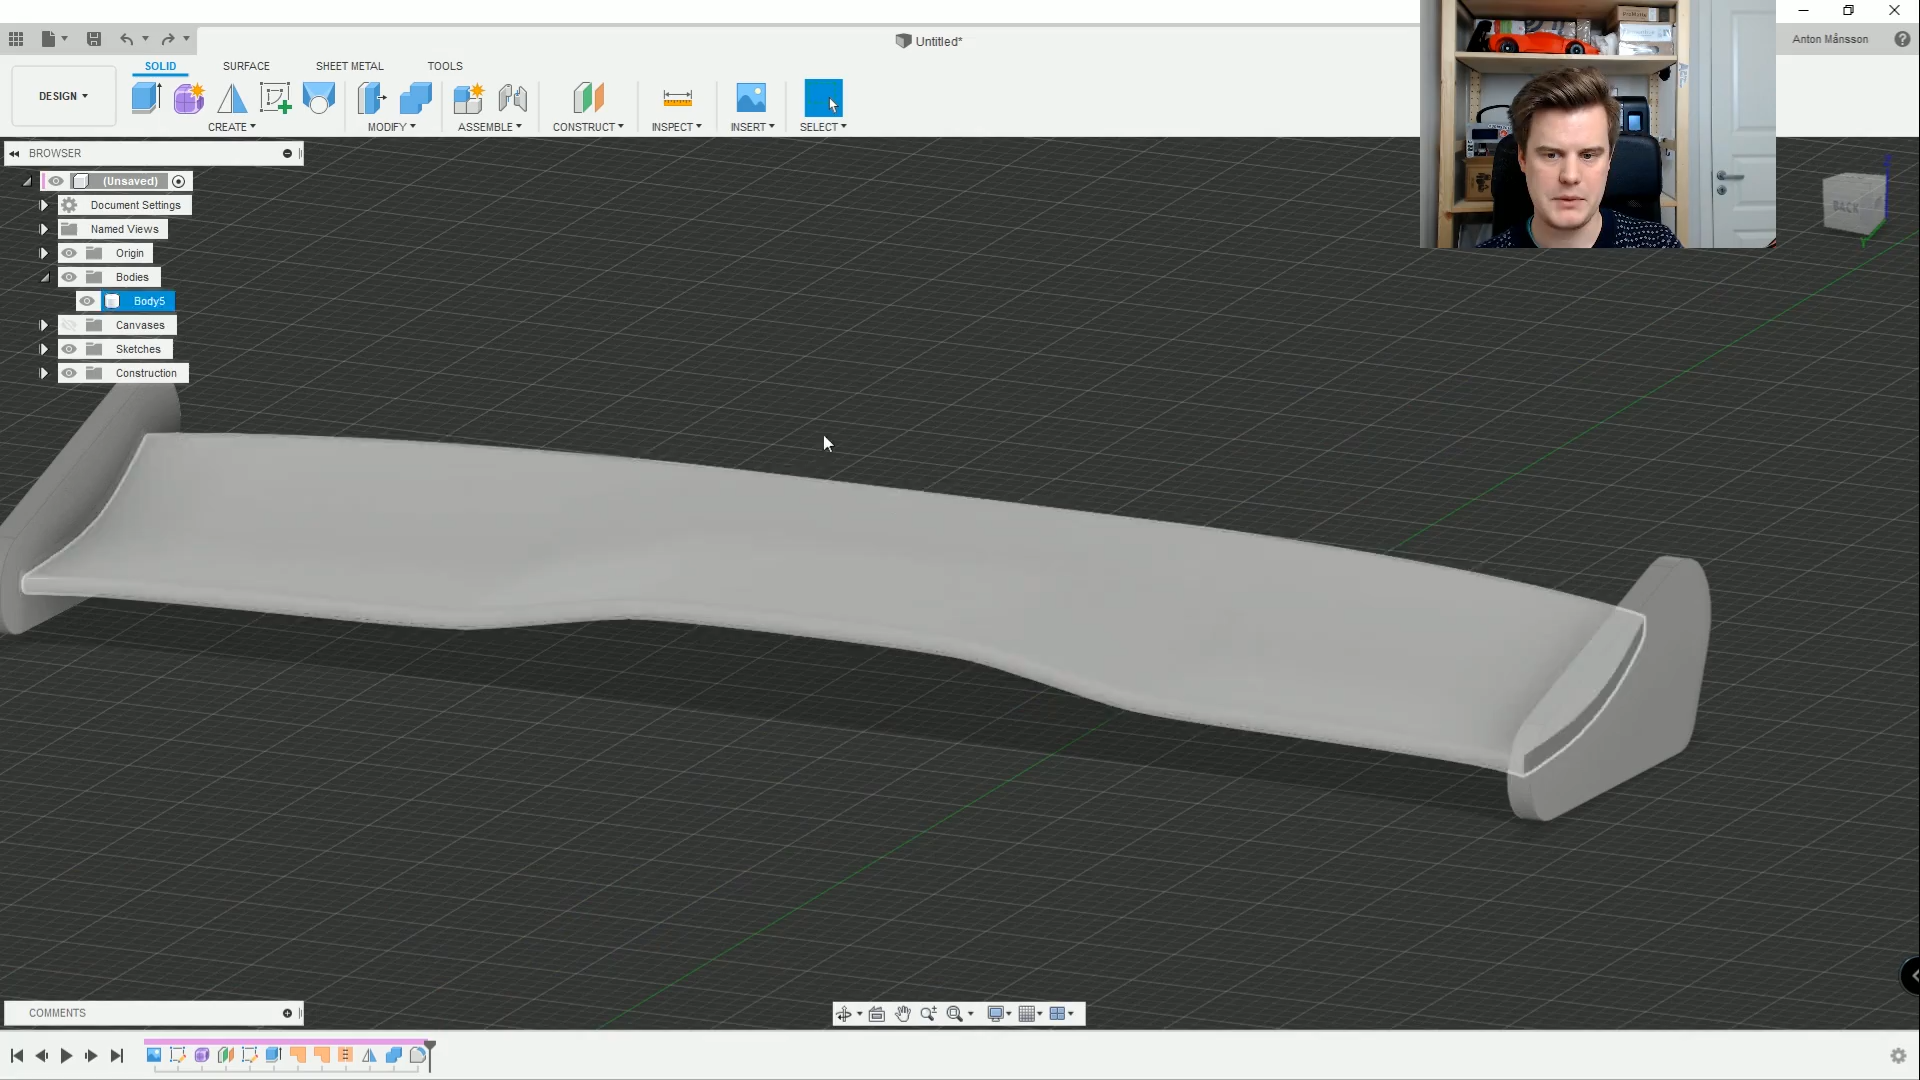 Untitled*
Anton Månsson
SOLID
SURFACE
SHEET METAL
TOOLS
DESIGN
CREATE
MODIFY
ASSEMBLE
CONSTRUCT
INSPECT
INSERT
SELECT
BROWSER
(Unsaved)
Document Settings
Named Views
Origin
Bodies
Body5
Canvases
Sketches
Construction
BACK
COMMENTS